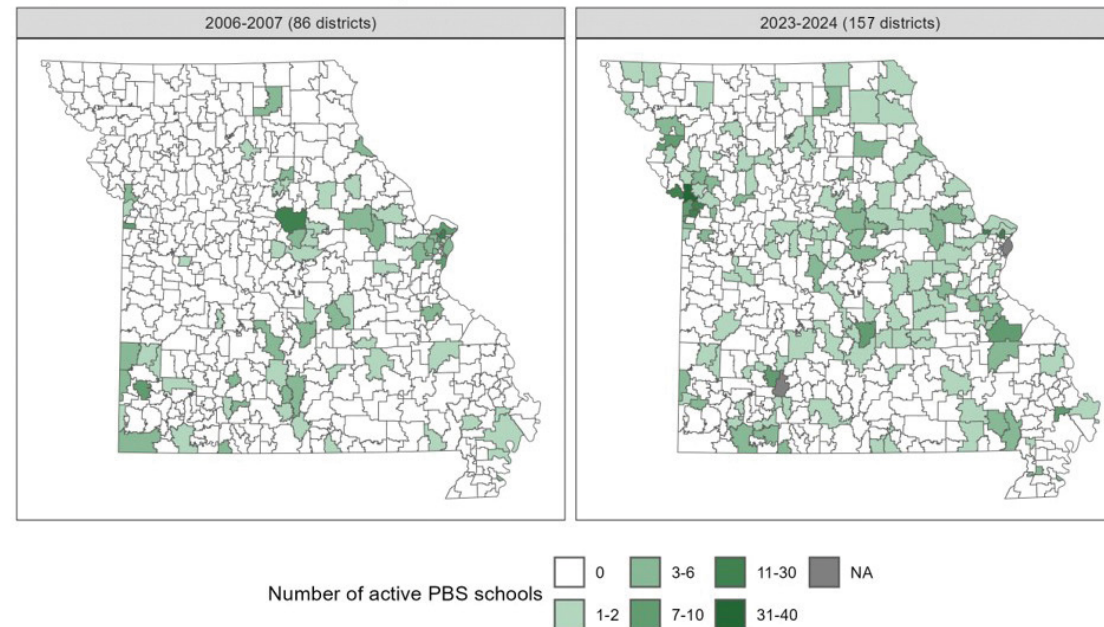 2006-2007 (86 districts)
2023-2024 (157 districts)
Number of active PBS schools
0
3-6
11-30
NA
1-2
7-10
31-40